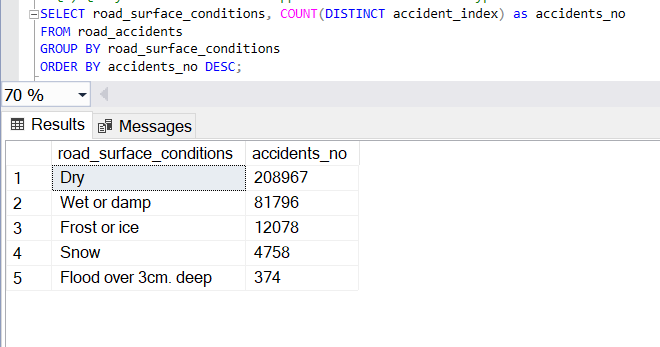 SELECT road_surface_conditions, COUNT(DISTINCT accident_index) as accidents_no
FROM road_accidents
GROUP BY road_surface_conditions
ORDER BY accidents_no DESC;
70 %
Results Messages
road_surface_conditions accidents_no
1 Dry 208967
2 Wet or damp 81796
3 Frost or ice 12078
4 Snow 4758
5 Flood over 3cm. deep 374